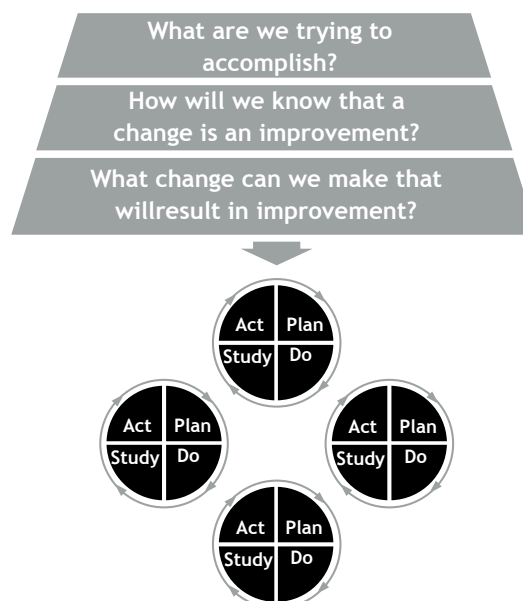 What are we trying to
accomplish?
How will we know that a
change is an improvement?
What change can we make that
willresult in improvement?
Act Plan
Study Do
Act Plan
Study Do
Act Plan
Study Do
Act Plan
Study Do